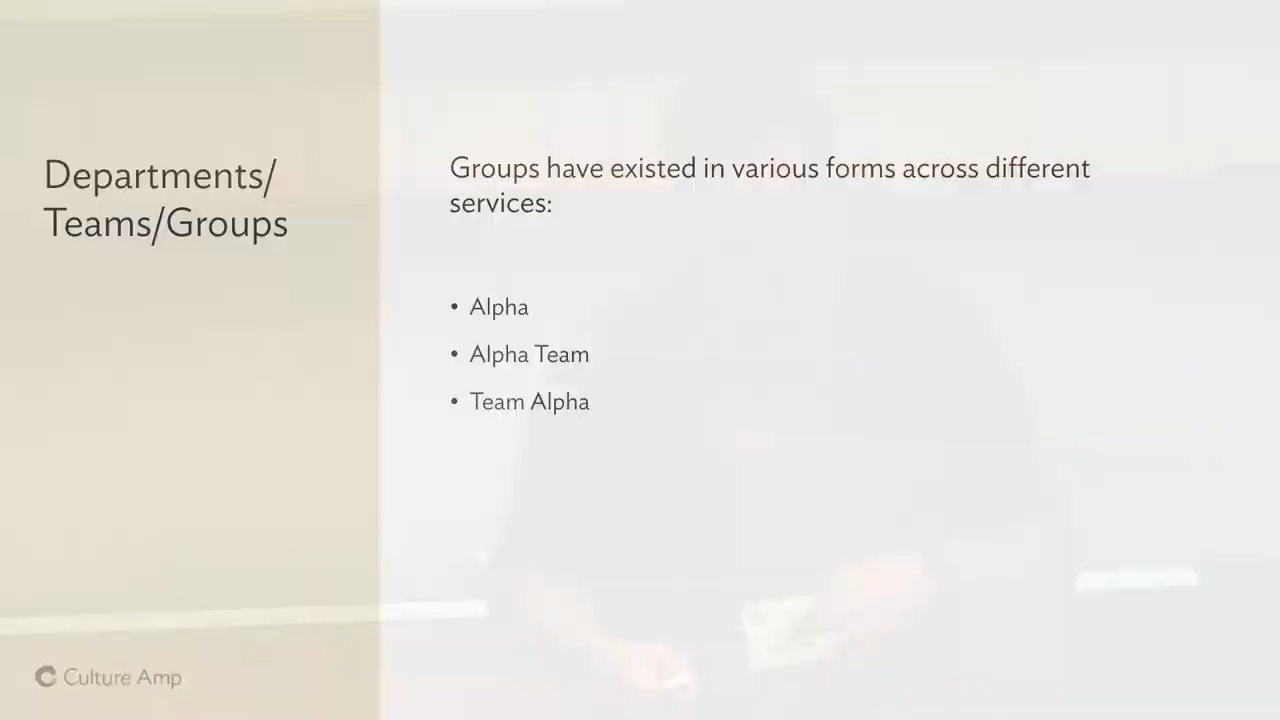 Departments/
Teams/Groups
Groups have existed in various forms across different
services:
• Alpha
• Alpha Team
• Team Alpha
Culture Amp